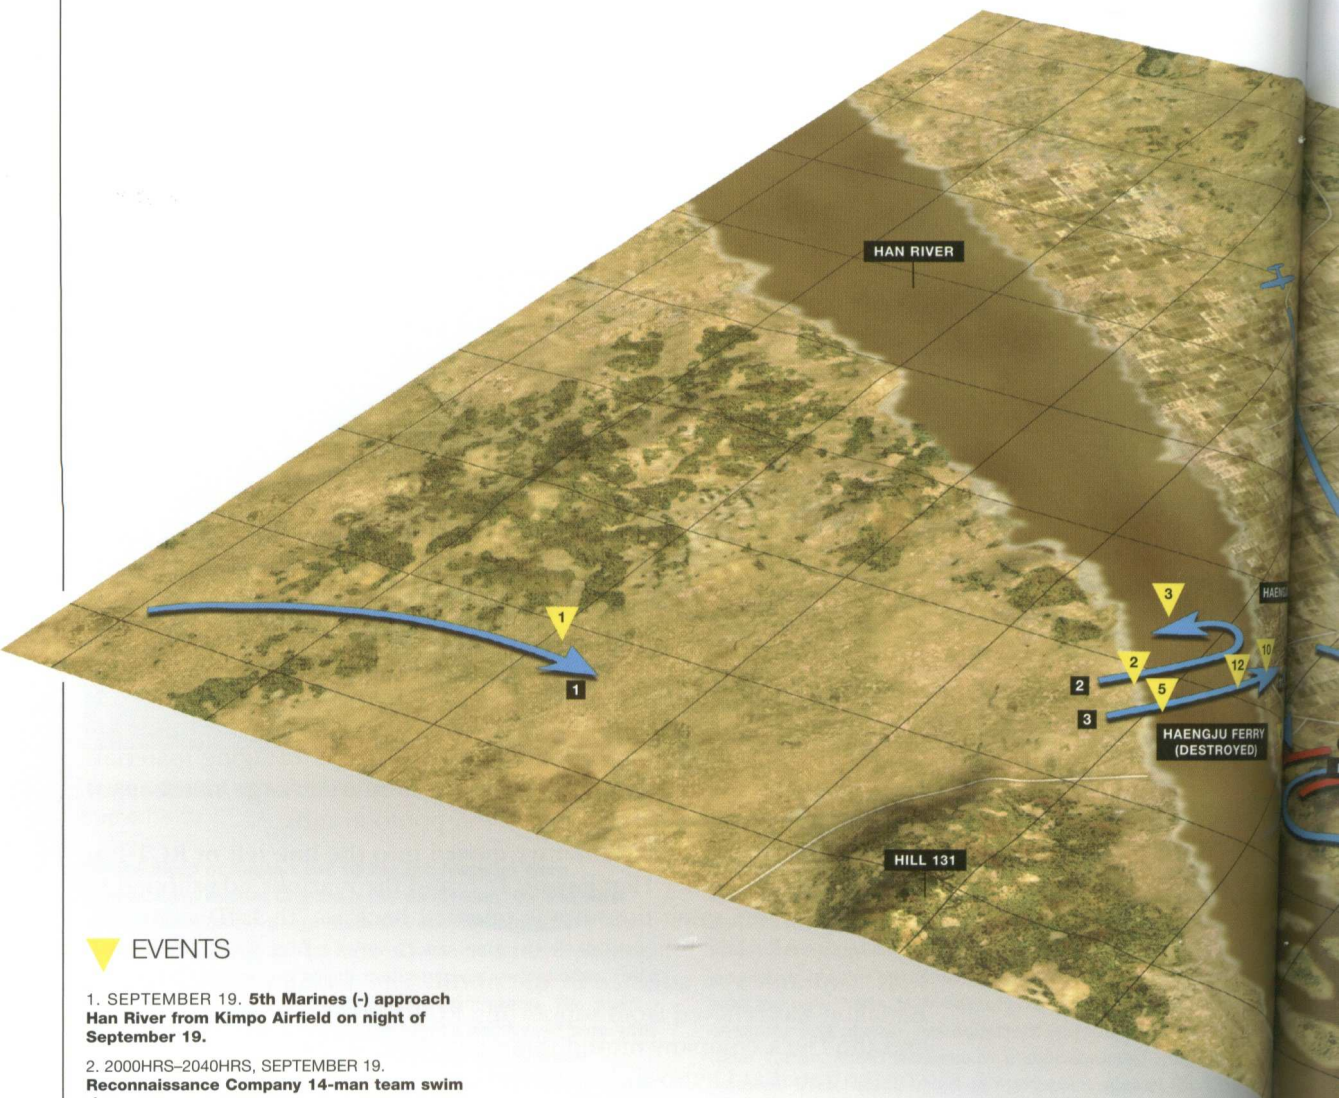 HAN RIVER
1
1
3
HAENG
2
12
10
2
5
3
HAENGJU FERRY
(DESTROYED)
HILL 131
EVENTS
1. SEPTEMBER 19. 5th Marines (-) approach
Han River from Kimpo Airfield on night of
September 19.
2. 2000HRS–2040HRS, SEPTEMBER 19.
Reconnaissance Company 14-man team swim